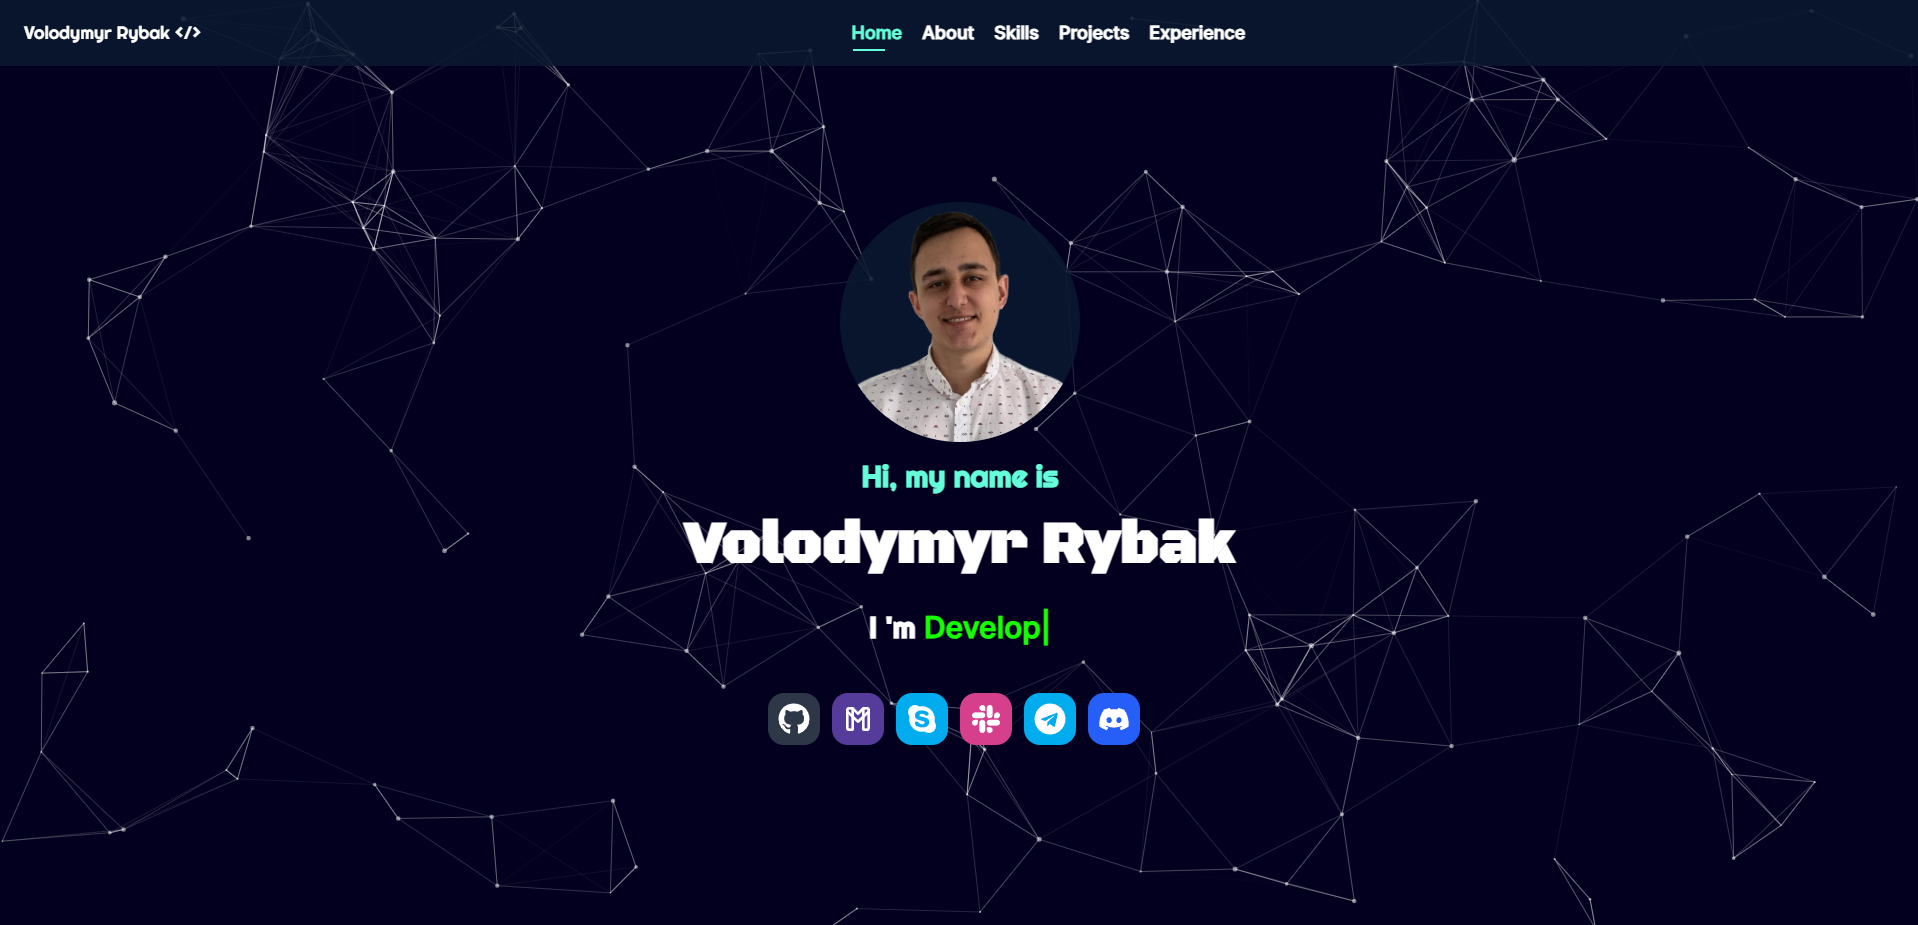 Volodymyr Rybak </>
Home About Skills Projects Experience
Hi, my name is
Volodymyr Rybak
I 'm Develop|